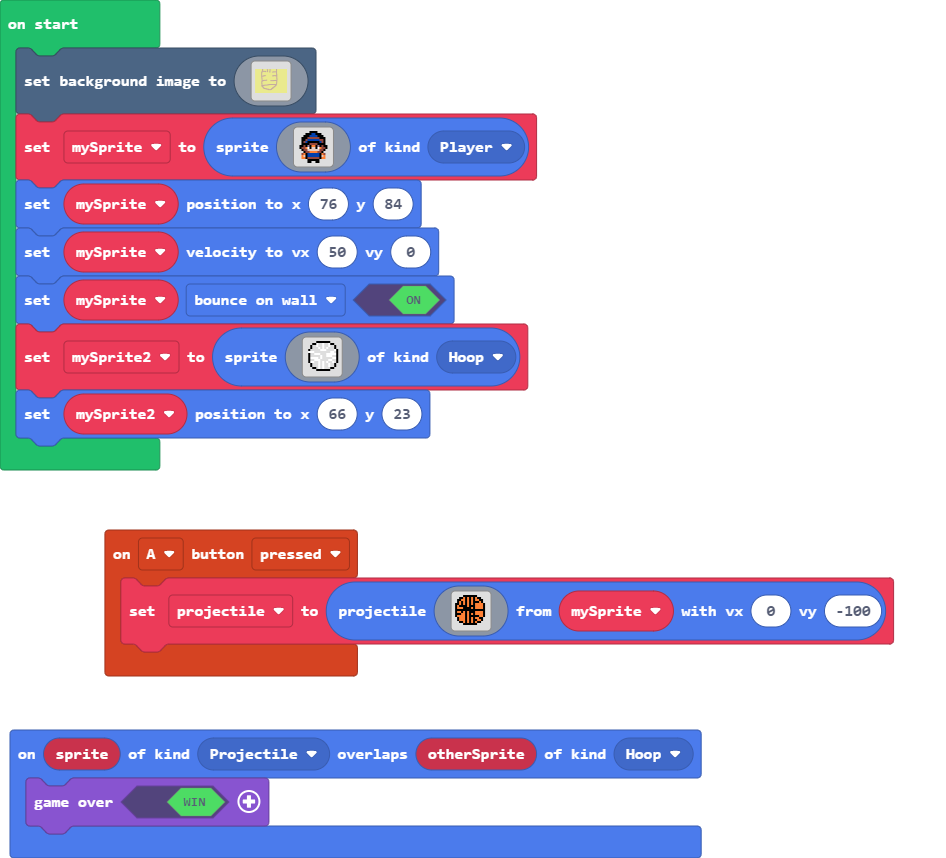 on start
set background image to
set mySprite to sprite of kind Player
set mySprite position to x 76 y 84
set mySprite velocity to vx 50 vy 0
set mySprite bounce on wall ON
set mySprite2 to sprite of kind Hoop
set mySprite2 position to x 66 y 23
on A button pressed
set projectile to projectile from mySprite with vx 0 vy -100
on sprite of kind Projectile overlaps otherSprite of kind Hoop
game over WIN